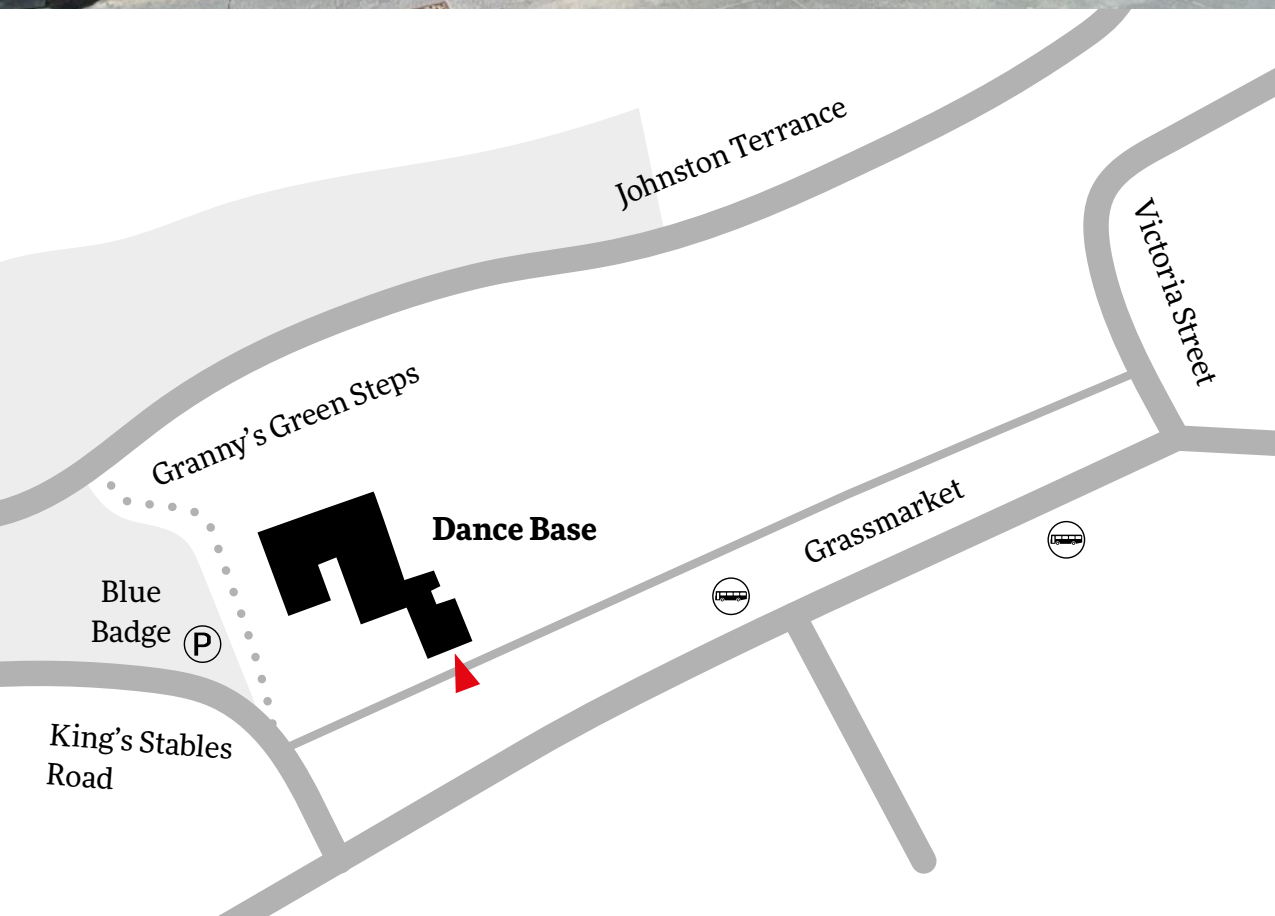 Johnston Terrance
Victoria Street
Granny’s Green Steps
Dance Base
Grassmarket
Blue
Badge P
King’s Stables
Road